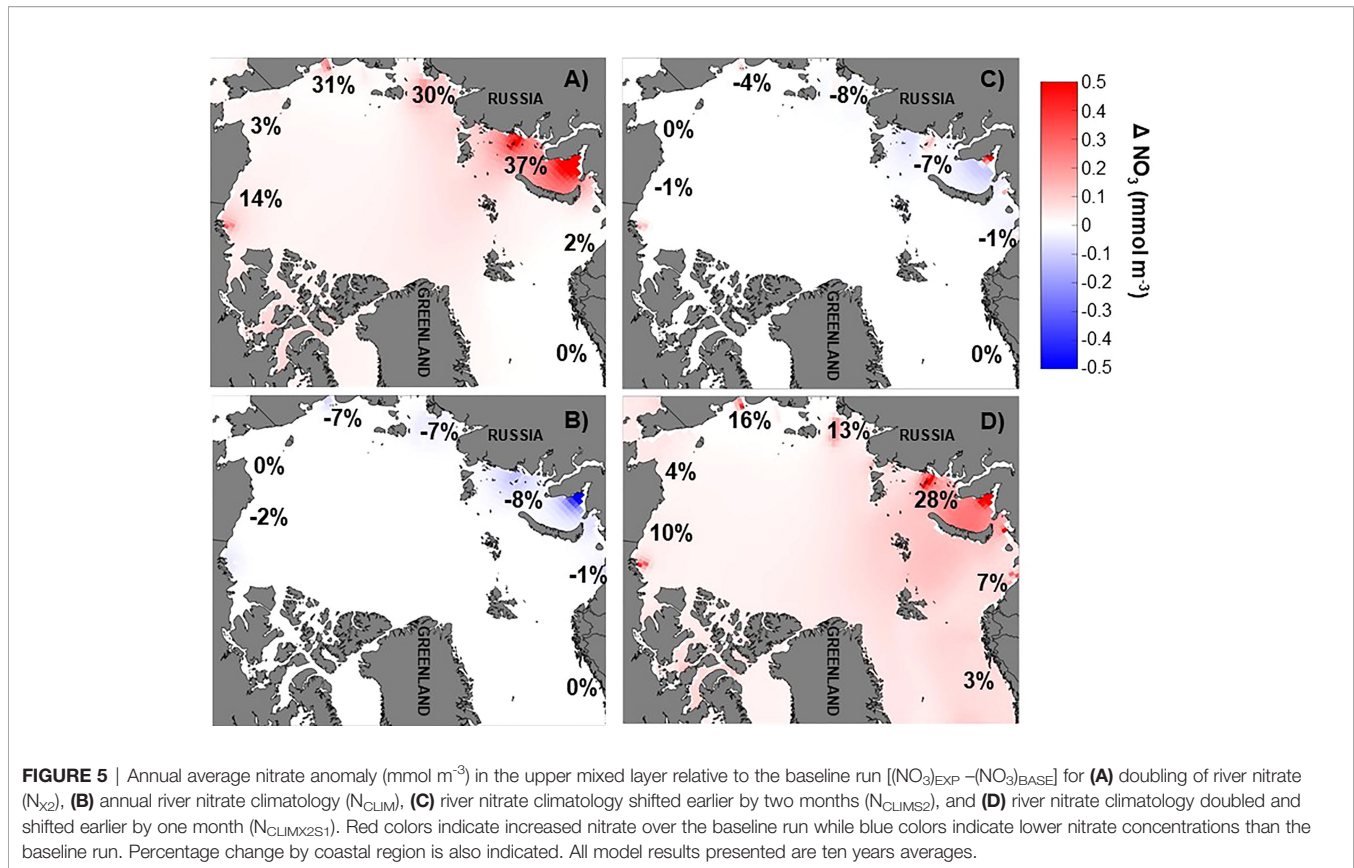 A)
31%
30%
RUSSIA
3%
37%
14%
2%
GREENLAND
0%
C)
-4%
-8%
RUSSIA
0%
-7%
-1%
-1%
GREENLAND
0%
0.5
0.4
0.3
0.2
0.1
0
-0.1
-0.2
-0.3
-0.4
-0.5
Δ NO3 (mmol m-3)
B)
-7%
-7%
RUSSIA
0%
-8%
-2%
-1%
GREENLAND
0%
D)
16%
13%
RUSSIA
4%
28%
10%
7%
GREENLAND
3%
FIGURE 5 | Annual average nitrate anomaly (mmol m-3) in the upper mixed layer relative to the baseline run [(NO3)EXP –(NO3)BASE] for (A) doubling of river nitrate
(NX2), (B) annual river nitrate climatology (NCLIM), (C) river nitrate climatology shifted earlier by two months (NCLIMS2), and (D) river nitrate climatology doubled and
shifted earlier by one month (NCLIMX2S1). Red colors indicate increased nitrate over the baseline run while blue colors indicate lower nitrate concentrations than the
baseline run. Percentage change by coastal region is also indicated. All model results presented are ten years averages.